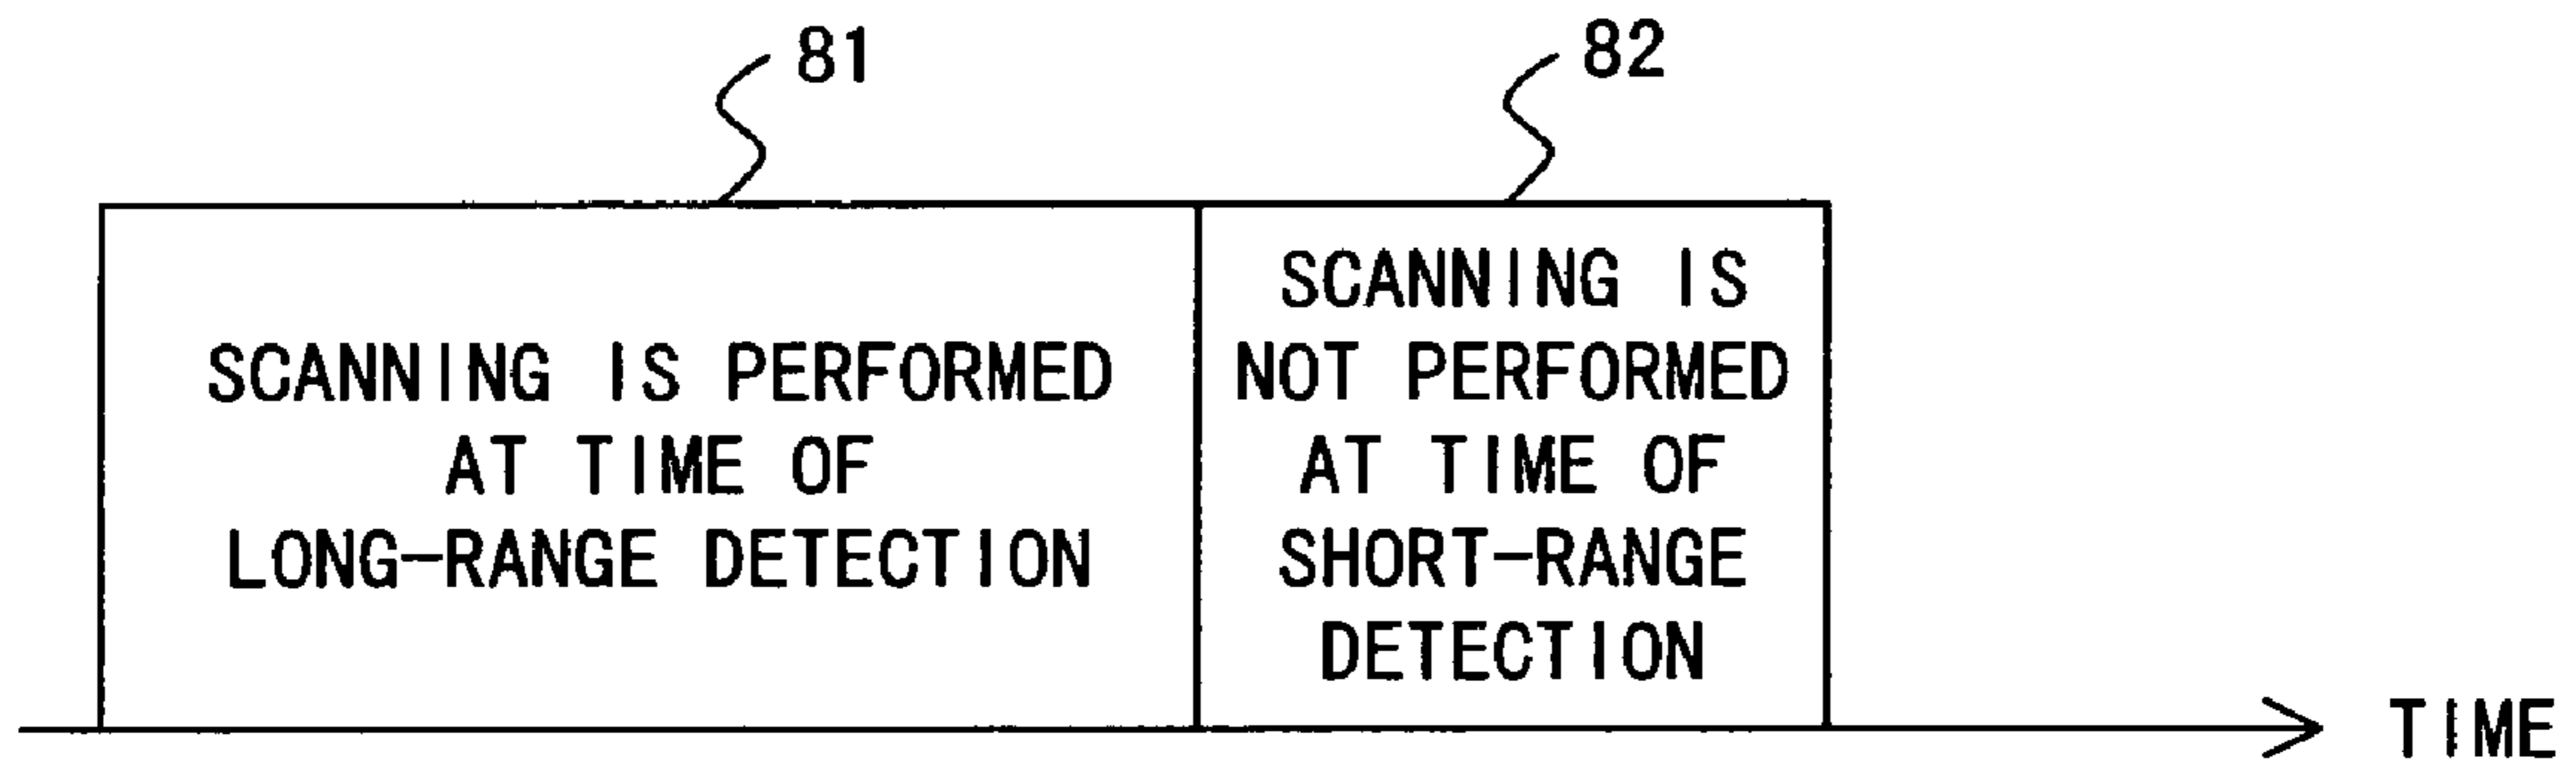 81
82
SCANNING IS PERFORMED
AT TIME OF
LONG-RANGE DETECTION
SCANNING IS
NOT PERFORMED
AT TIME OF
SHORT-RANGE
DETECTION
TIME